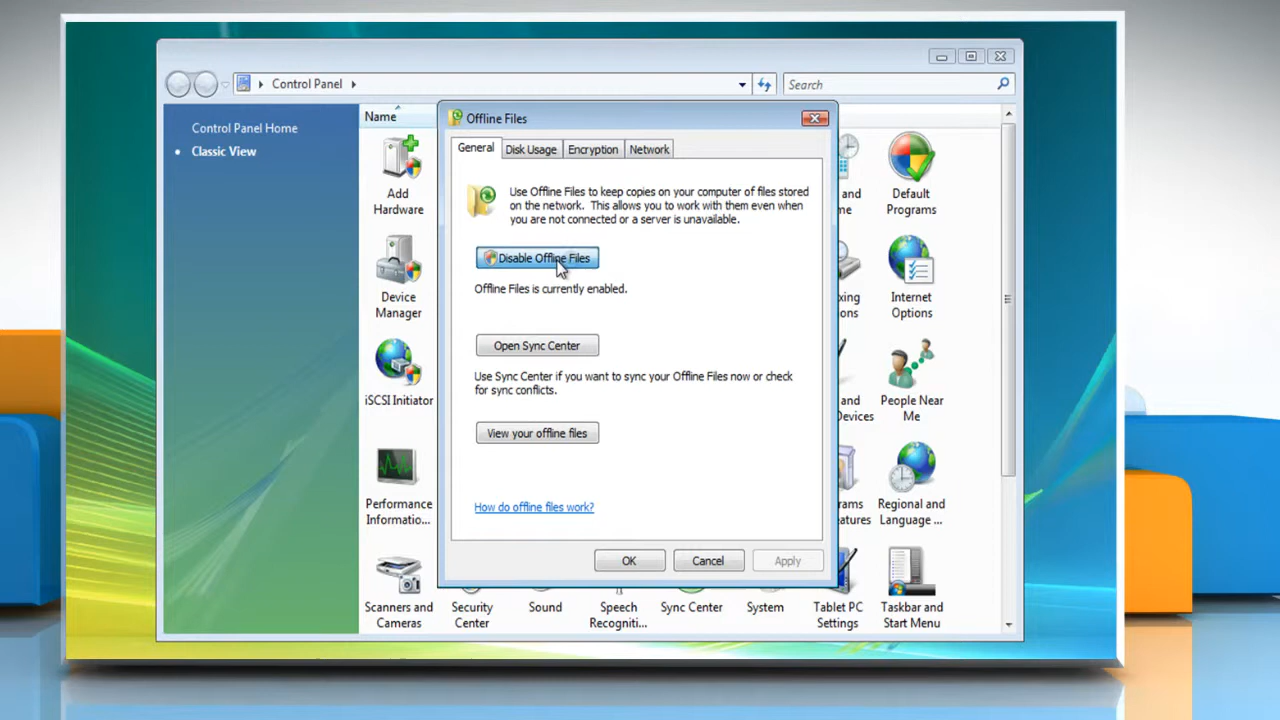 Control Panel
Search
Control Panel Home
Classic View
Name
Offline Files
General
Disk Usage
Encryption
Network
Use Offline Files to keep copies on your computer of files stored
on the network. This allows you to work with them even when
you are not connected or a server is unavailable.
Disable Offline Files
Offline Files is currently enabled.
Open Sync Center
Use Sync Center if you want to sync your Offline Files now or check
for sync conflicts.
View your offline files
How do offline files work?
OK
Cancel
Apply
Add
Hardware
and
Default
Programs
Device
Manager
Internet
Options
iSCSI Initiator
and
Devices
People Near
Me
Performance
Informatio...
Regional and
Language ...
Scanners and
Cameras
Security
Center
Sound
Speech
Recogniti...
Sync Center
System
Tablet PC
Settings
Taskbar and
Start Menu